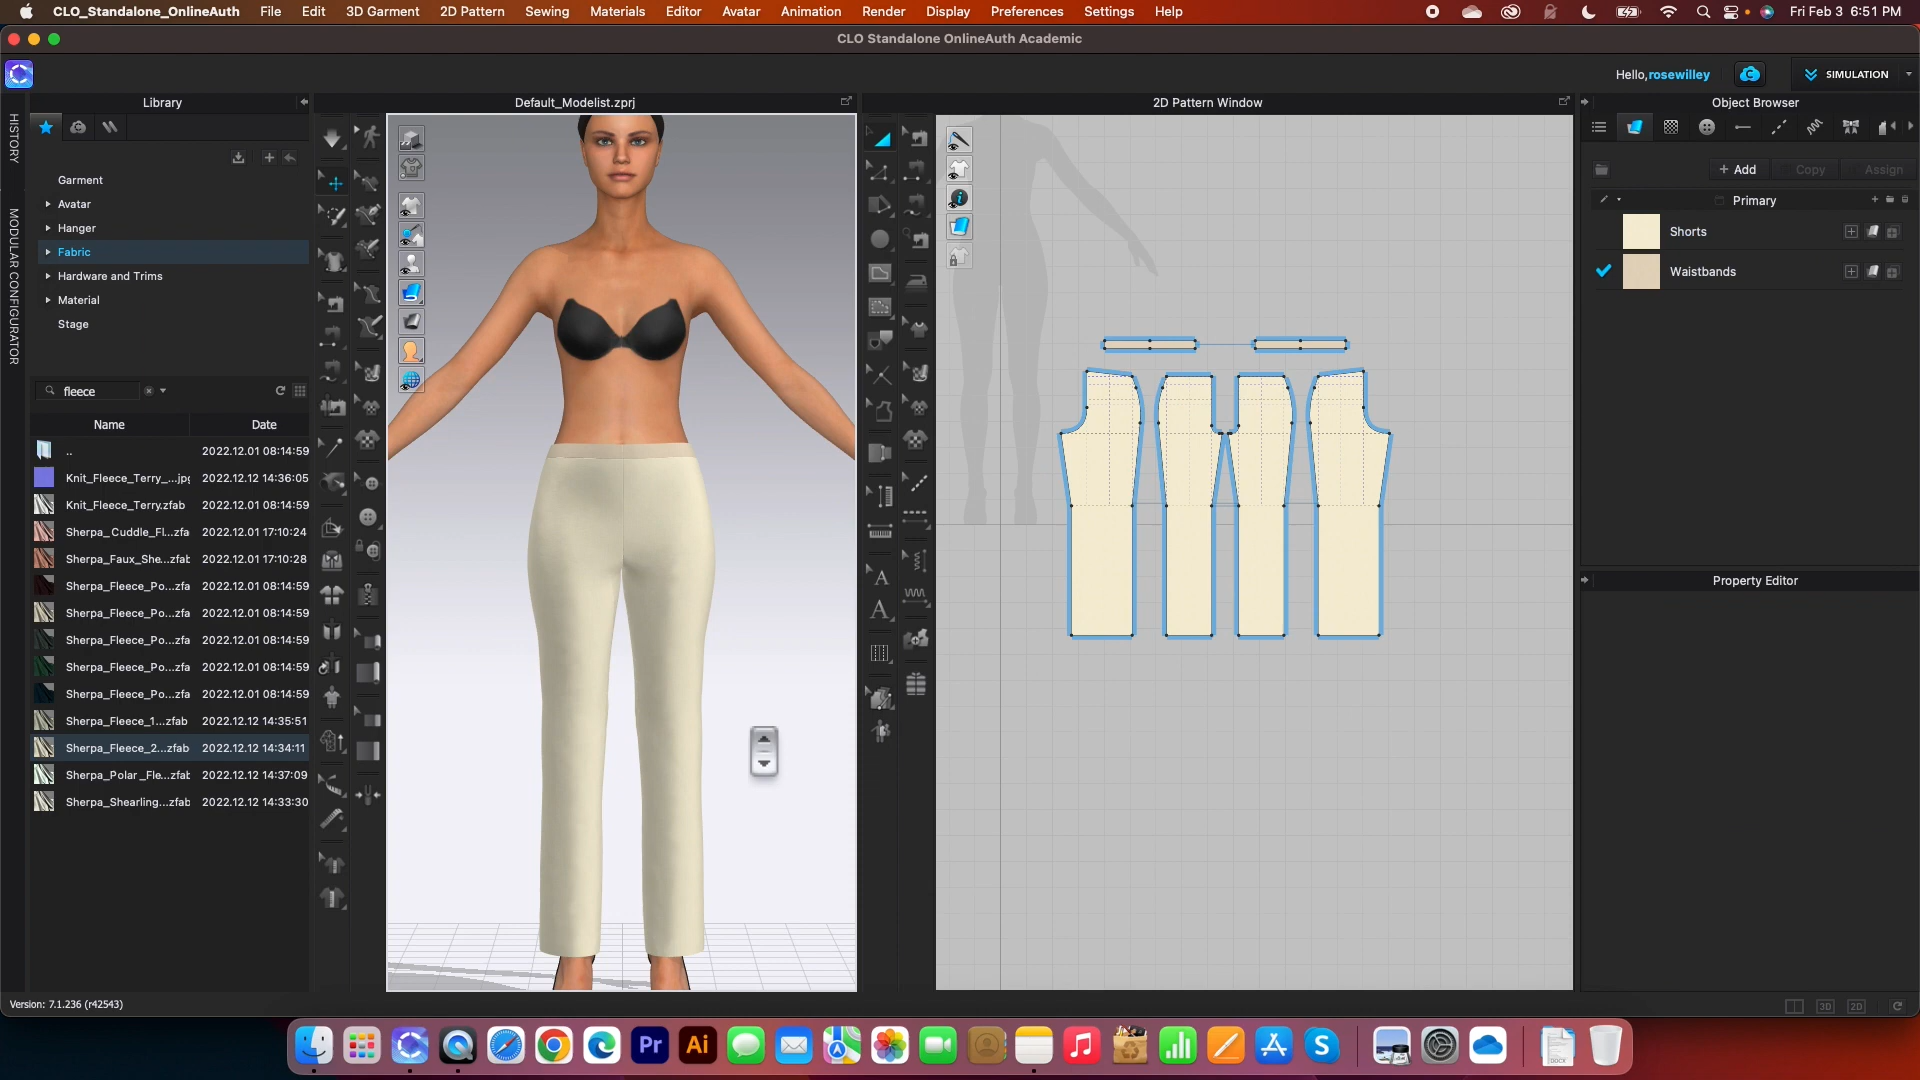 CLO_Standalone_OnlineAuth File Edit 3D Garment 2D Pattern Sewing Materials Editor Avatar Animation Render Display Preferences Settings Help Fri Feb 3 6:51 PM
CLO Standalone OnlineAuth Academic
Hello,rosewilley SIMULATION
Library
Default_Modelist.zprj
2D Pattern Window
Object Browser
HISTORY
MODULAR CONFIGURATOR
Garment
Avatar
Hanger
Fabric
Hardware and Trims
Material
Stage
fleece
Name Date
.. 2022.12.01 08:14:59
Knit_Fleece_Terry_...jpg 2022.12.12 14:36:05
Knit_Fleece_Terry.zfab 2022.12.01 08:14:59
Sherpa_ Cuddle_Fl...zfa 2022.12.01 17:10:24
Sherpa_Faux_She...zfab 2022.12.01 17:10:28
Sherpa_Fleece_Po...zfa 2022.12.01 08:14:59
Sherpa_Fleece_Po...zfa 2022.12.01 08:14:59
Sherpa_Fleece_Po...zfa 2022.12.01 08:14:59
Sherpa_Fleece_Po...zfa 2022.12.01 08:14:59
Sherpa_Fleece_Po...zfa 2022.12.01 08:14:59
Sherpa_Fleece_1...zfab 2022.12.12 14:35:51
Sherpa_Fleece_2...zfab 2022.12.12 14:34:11
Sherpa_Polar _Fle...zfab 2022.12.12 14:37:09
Sherpa_Shearling...zfab 2022.12.12 14:33:30
+ Add Copy Assign
Primary
Shorts
Waistbands
Property Editor
Version: 7.1.236 (r42543)
3D 2D
Pr Ai
DOCX